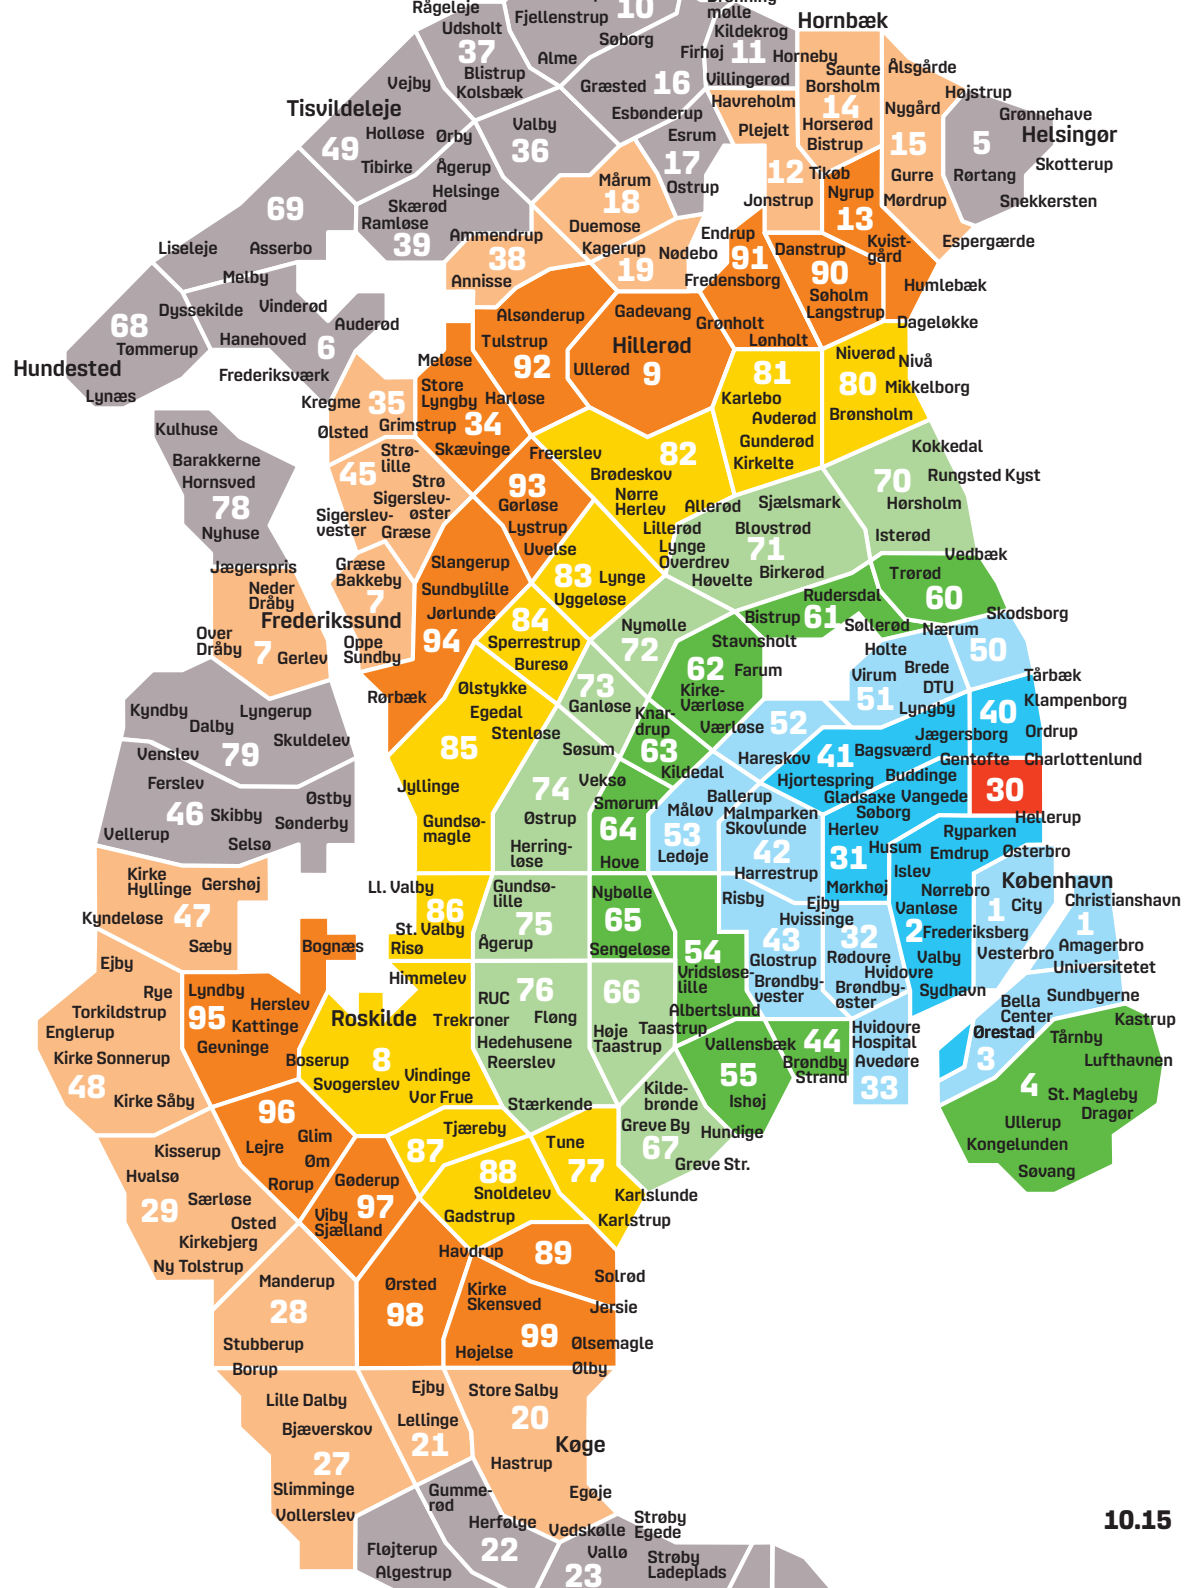 Rågeleje
Udsholt
37
Blistrup
Kolsbæk
Fjellenstrup
10
Søborg
Alme
mølle
Kildekrog
Firhøj
11
Horneby
Villingerød
Hornbæk
Saunte
Borsholm
14
Horserød
Bistrup
Ålsgårde
Højstrup
Nygård
15
Gurre
Mørdrup
Grønnehave
Helsingør
5
Skotterup
Rørtang
Snekkersten
Espergærde
Vejby
Tisvildeleje
49
Holløse
Ørby
Tibirke
Græsted
16
Esbønderup
Valby
36
Esrum
17
Ostrup
Havreholm
Plejelt
12
Jonstrup
Tikøb
Nyrup
13
Kvist-
gård
69
Liseleje
Asserbo
Ågerup
Helsinge
Skærød
Ramløse
39
Ammendrup
38
Annisse
Mårum
18
Duemose
Kagerup
19
Nødebo
Endrup
91
Fredensborg
Danstrup
90
Søholm
Langstrup
Humlebæk
Dageløkke
Melby
Dyssekilde
Vinderød
68
Tømmerup
Hundested
Lynæs
Hanehoved
6
Auderød
Frederiksværk
Alsønderup
Tulstrup
92
Harløse
Gadevang
Grønholt
Hillerød
Ullerød
9
Lønholt
Niverød
Nivå
80
Mikkelborg
Brønsholm
81
Karlebo
Avderød
Gunderød
Kirkelte
Meløse
Store
Lyngby
34
Skævinge
Kregme
35
Ølsted
Grimstrup
Kulhuse
Barakkerne
Hornsved
78
Nyhuse
Jægerspris
Strø-
lille
45
Strø
Sigerslev-
øster
Sigerslev-
vester
Græse
Freerslev
93
Gørløse
Lystrup
Uvelse
82
Brødeskov
Nørre
Herlev
Allerød
Lillerød
Lynge
Overdrev
Kokkedal
70
Rungsted Kyst
Hørsholm
Isterød
Vedbæk
Sjælsmark
Blovstrød
71
Birkerød
Høvelte
Neder
Dråby
Frederikssund
Over
Dråby
7
Gerlev
Græse
Bakkeby
7
Oppe
Sundby
Slangerup
Sundbylille
Jørlunde
94
Rørbæk
83
Lynge
Uggeløse
84
Sperrestrup
Buresø
Trørød
60
Skodsborg
Rudersdal
Bistrup
61
Søllerød
Nærum
50
Tårbæk
Nymølle
72
Stavnsholt
62
Farum
Kirke-
Værløse
Værløse
Holte
Virum
Brede
DTU
51
Lyngby
Klampenborg
40
Ordrup
Jægersborg
Gentofte
Charlottenlund
30
Hellerup
Kyndby
Dalby
Lyngerup
Skuldelev
79
Venslev
Ferslev
46
Skibby
Østby
Sønderby
Vellerup
Selsø
Ølstykke
Egedal
Stenløse
85
Jyllinge
Gundsø-
magle
73
Ganløse
Knar-
drup
63
Kildedal
Søsum
74
Østrup
Herring-
løse
Veksø
Smørum
64
Hove
52
Hareskov
41
Bagsværd
Hjortespring
Buddinge
Gladsaxe
Vangede
Søborg
Ballerup
Måløv
Malmparken
53
Skovlunde
Ledøje
42
Harrestrup
Herlev
31
Husum
Mørkhøj
Islev
Ryparken
Emdrup
Østerbro
Kirke
Hyllinge
Gershøj
Kyndeløse
47
Sæby
Ll. Valby
86
St. Valby
Risø
Gundsø-
lille
75
Ågerup
Nybølle
65
Sengeløse
Risby
Ejby
Hvissinge
43
Glostrup
Brøndby-
vester
32
Rødovre
Hvidovre
Brøndby-
øster
Nørrebro
Vanløse
2
Frederiksberg
Valby
Sydhavn
København
1
City
Vesterbro
Christianshavn
1
Amagerbro
Universitetet
Ejby
Rye
Torkildstrup
Englerup
Kirke Sonnerup
48
Kirke Såby
Bognæs
Lyndby
Herslev
95
Kattinge
Gevninge
Himmelev
Roskilde
8
Boserup
Svogerslev
Vindinge
Vor Frue
RUC
76
Trekroner
Fløng
Hedehusene
Reerslev
Stærkende
66
Høje
Taastrup
Taastrup
54
Vridsløse-
lille
Albertslund
Vallensbæk
44
Brøndby
Strand
55
Ishøj
Hvidovre
Hospital
Avedøre
33
Bella
Center
Sundbyerne
Ørestad
3
Kastrup
Tårnby
Lufthavnen
4
St. Magleby
Dragør
Ullerup
Kongelunden
Søvang
Kilde-
brønde
Greve By
67
Hundige
Greve Str.
96
Glim
Lejre
Øm
Rorup
Kisserup
Hvalsø
29
Særløse
Osted
Kirkebjerg
Ny Tolstrup
Gøderup
97
Viby
Sjælland
Tjæreby
87
88
Snoldelev
Gadstrup
Tune
77
Karlslunde
Karlstrup
Havdrup
89
Solrød
Jersie
Manderup
28
Stubberup
Borup
Ørsted
98
Kirke
Skensved
99
Højelse
Ølsemagle
Ølby
Lille Dalby
Bjæverskov
27
Slimminge
Vollerslev
Ejby
Lellinge
21
Store Salby
20
Køge
Hastrup
Egøje
Gumme-
rød
Herfølge
22
Fløjterup
Algestrup
Vedskølle
Strøby
Egede
Vallø
23
Strøby
Ladeplads
10.15